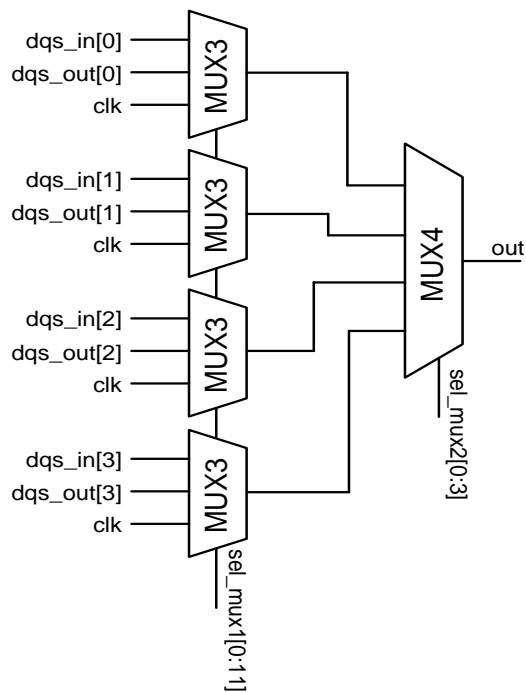 dqs_in[0]
dqs_out[0]
clk
MUX3
dqs_in[1]
dqs_out[1]
clk
MUX3
dqs_in[2]
dqs_out[2]
clk
MUX3
dqs_in[3]
dqs_out[3]
clk
MUX3
sel_mux1[0:11]
MUX4
out
sel_mux2[0:3]